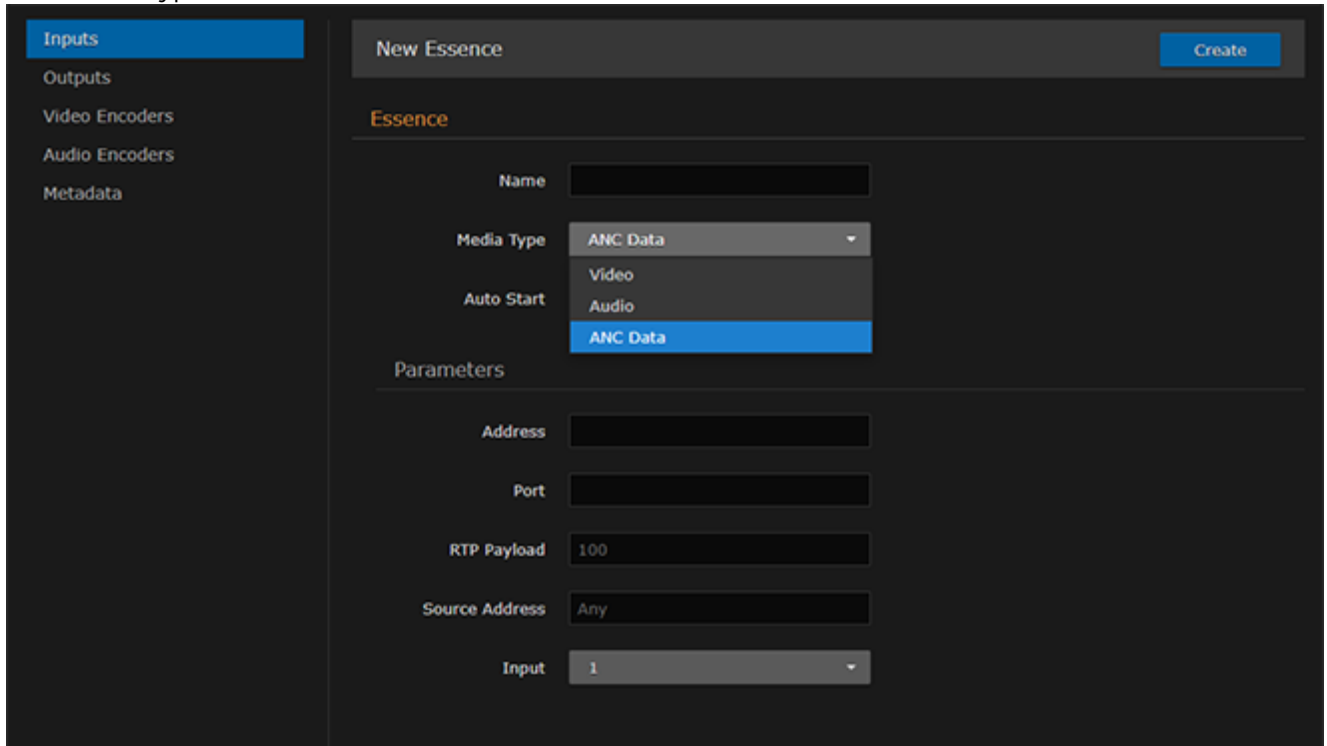 Inputs
Outputs
Video Encoders
Audio Encoders
Metadata
New Essence
Create
Essence
Name
Media Type ANC Data
Video
Auto Start
Audio
ANC Data
Parameters
Address
Port
RTP Payload 100
Source Address Any
Input 1